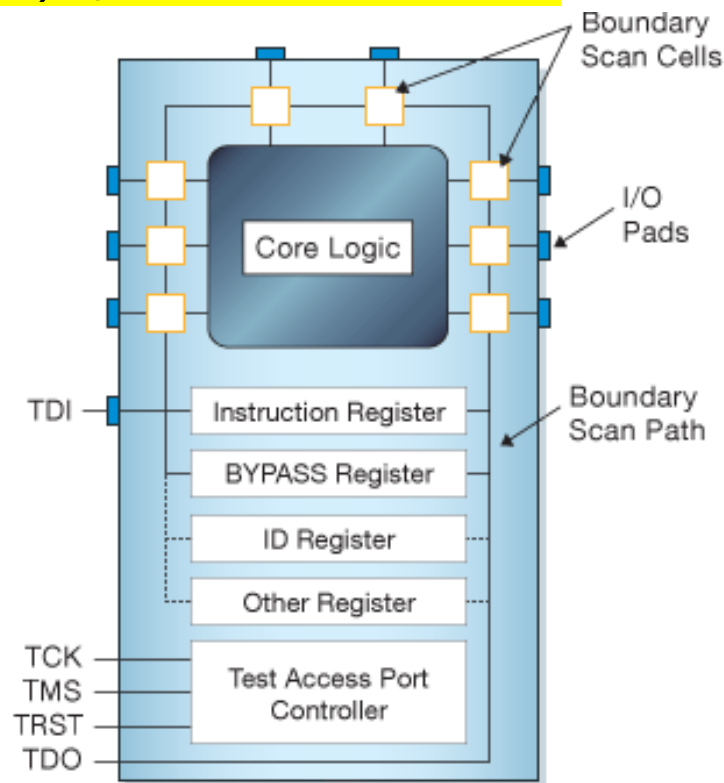 Boundary
Scan Cells
I/O
Pads
Core Logic
TDI
Instruction Register
Boundary
Scan Path
BYPASS Register
ID Register
Other Register
TCK
TMS
TRST
TDO
Test Access Port
Controller